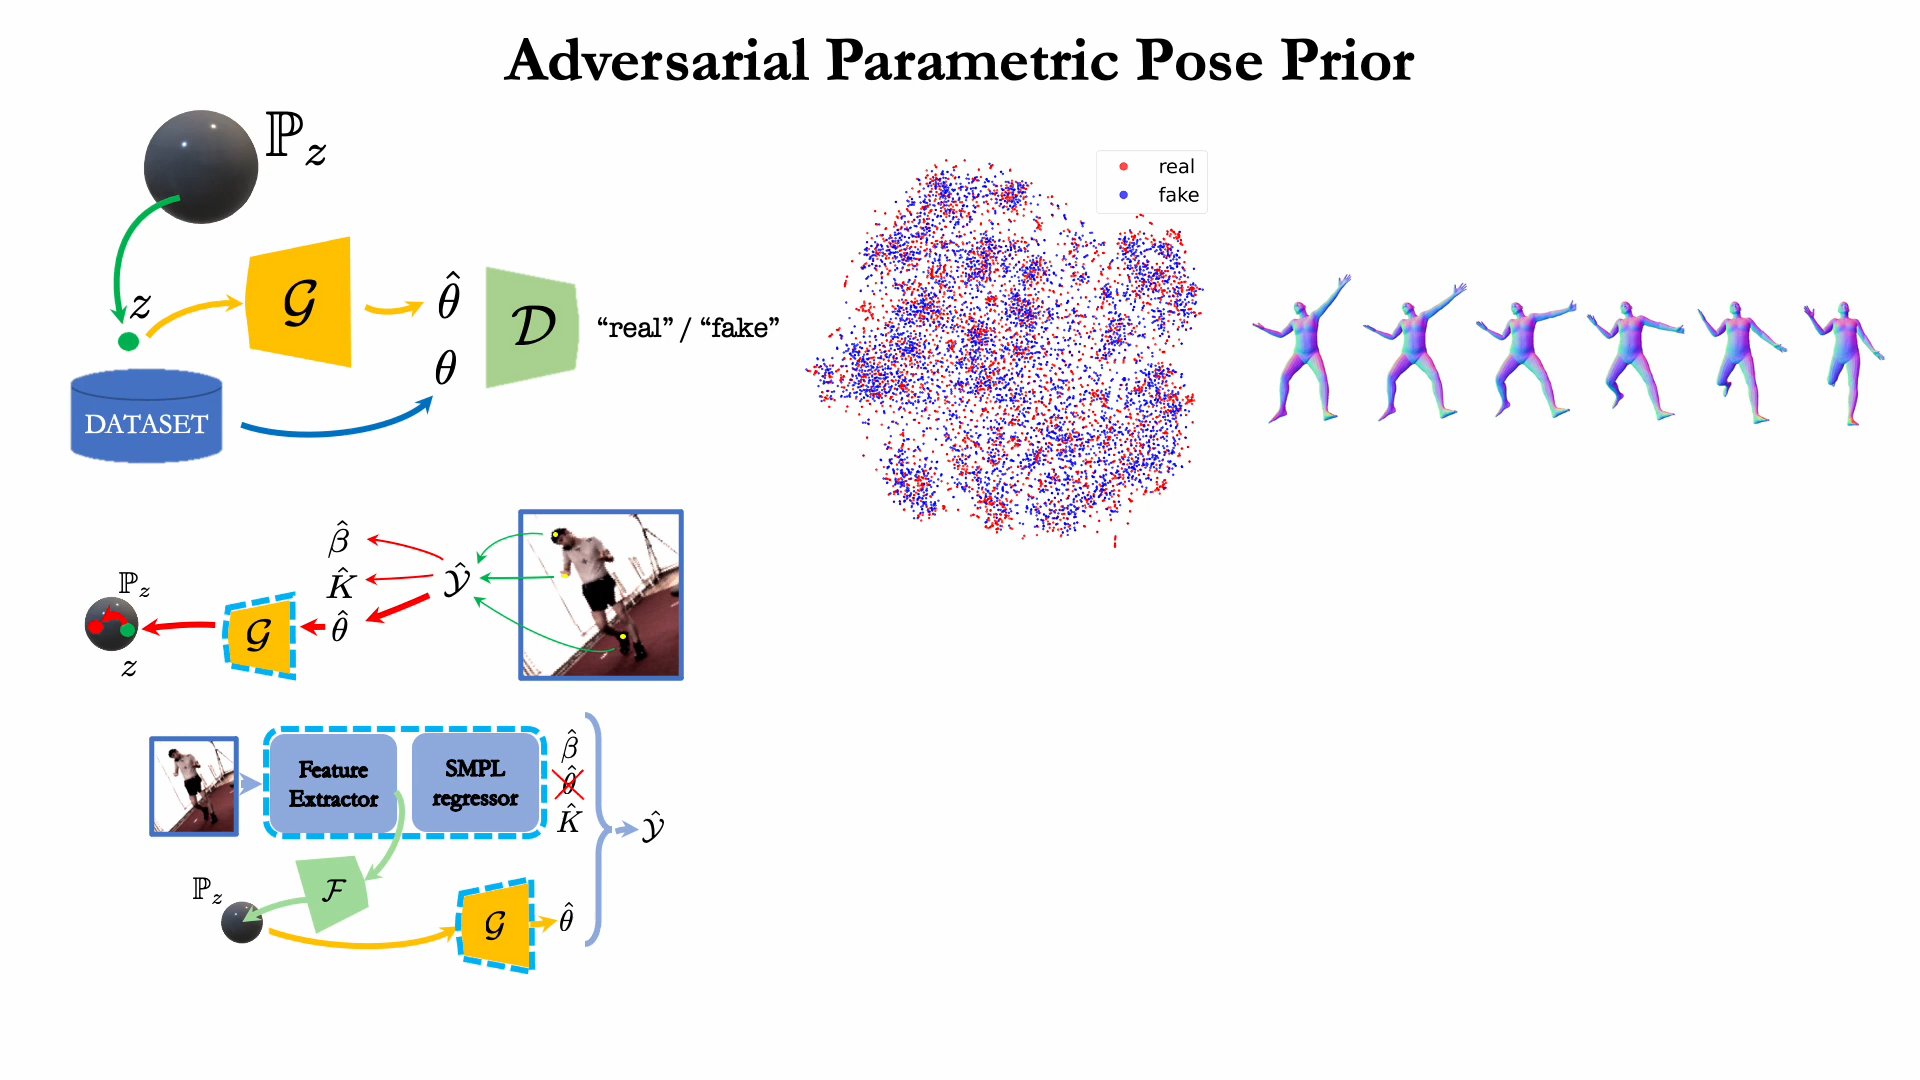 Adversarial Parametric Pose Prior
ℙ_z
z
𝒢
θ̂
θ
𝒟
“real” / “fake”
DATASET
real
fake
β̂
K̂
θ̂
𝒴̂
ℙ_z
𝒢
z
Feature
Extractor
SMPL
regressor
β̂
θ̂
K̂
𝒴̂
ℱ
ℙ_z
𝒢
θ̂